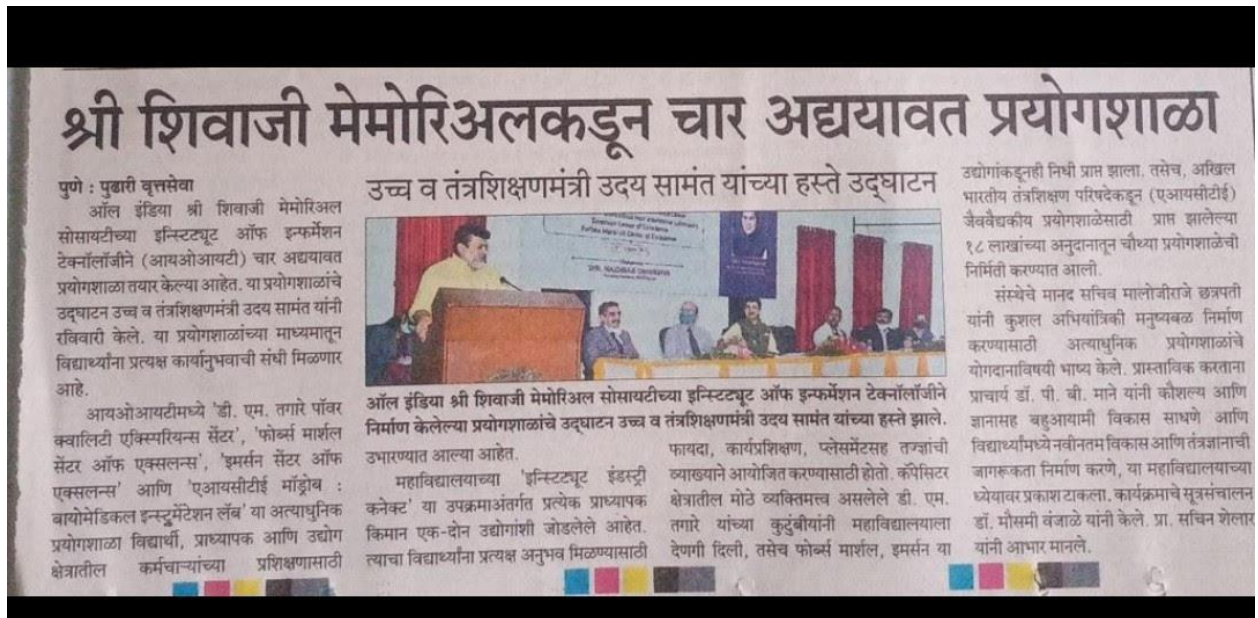 श्री शिवाजी मेमोरिअलकडून चार अद्ययावत प्रयोगशाळा
उच्च व तंत्रशिक्षणमंत्री उदय सामंत यांच्या हस्ते उद्‌घाटन
पुणे : पुढारी वृत्तसेवा
ऑल इंडिया श्री शिवाजी मेमोरिअल
सोसायटीच्या इन्स्टिट्यूट ऑफ इन्फर्मेशन
टेक्नॉलॉजीने (आयओआयटी) चार अद्ययावत
प्रयोगशाळा तयार केल्या आहेत. या प्रयोगशाळांचे
उद्‌घाटन उच्च व तंत्रशिक्षणमंत्री उदय सामंत यांनी
रविवारी केले. या प्रयोगशाळांच्या माध्यमातून
विद्यार्थ्यांना प्रत्यक्ष कार्यानुभवाची संधी मिळणार
आहे.
आयओआयटीमध्ये 'डी. एम. तगारे पॉवर
क्वालिटी एक्सिपरियन्स सेंटर', 'फोर्ब्स मार्शल
सेंटर ऑफ एक्सलन्स', 'इमर्सन सेंटर ऑफ
एक्सलन्स' आणि 'एआयसीटीई मॉड्रोब :
बायोमेडिकल इन्स्ट्रुमेंटेशन लॅब' या अत्याधुनिक
प्रयोगशाळा विद्यार्थी, प्राध्यापक आणि उद्योग
क्षेत्रातील कर्मचाऱ्यांच्या प्रशिक्षणासाठी
SHRI. MALOJIRAJE CHHATRAPATI
ऑल इंडिया श्री शिवाजी मेमोरिअल सोसायटीच्या इन्स्टिट्यूट ऑफ इन्फर्मेशन टेक्नॉलॉजीने
निर्माण केलेल्या प्रयोगशाळांचे उद्‌घाटन उच्च व तंत्रशिक्षणमंत्री उदय सामंत यांच्या हस्ते झाले.
उभारण्यात आल्या आहेत.
महाविद्यालयाच्या 'इन्स्टिट्यूट इंडस्ट्री
कनेक्ट' या उपक्रमाअंतर्गत प्रत्येक प्राध्यापक
किमान एक-दोन उद्योगांशी जोडलेले आहेत.
त्याचा विद्यार्थ्यांना प्रत्यक्ष अनुभव मिळण्यासाठी
फायदा, कार्यप्रशिक्षण, प्लेसमेंटसह तज्ज्ञांची
व्याख्याने आयोजित करण्यासाठी होतो. कॅपेसिटर
क्षेत्रातील मोठे व्यक्तिमत्त्व असलेले डी. एम.
तगारे यांच्या कुटुंबीयांनी महाविद्यालयाला
देणगी दिली, तसेच फोर्ब्स मार्शल, इमर्सन या
उद्योगांकडूनही निधी प्राप्त झाला. तसेच, अखिल
भारतीय तंत्रशिक्षण परिषदेकडून (एआयसीटीई)
जैववैद्यकीय प्रयोगशाळेसाठी प्राप्त झालेल्या
१८ लाखांच्या अनुदानातून चौथ्या प्रयोगशाळेची
निर्मिती करण्यात आली.
संस्थेचे मानद सचिव मालोजीराजे छत्रपती
यांनी कुशल अभियांत्रिकी मनुष्यबळ निर्माण
करण्यासाठी अत्याधुनिक प्रयोगशाळांचे
योगदानाविषयी भाष्य केले. प्रास्ताविक करताना
प्राचार्य डॉ. पी. बी. माने यांनी कौशल्य आणि
ज्ञानासह बहुआयामी विकास साधणे आणि
विद्यार्थ्यांमध्ये नवीनतम विकास आणि तंत्रज्ञानाची
जागरूकता निर्माण करणे, या महाविद्यालयाच्या
ध्येयावर प्रकाश टाकला. कार्यक्रमाचे सूत्रसंचालन
डॉ. मौसमी वंजाळे यांनी केले. प्रा. सचिन शेलार
यांनी आभार मानले.